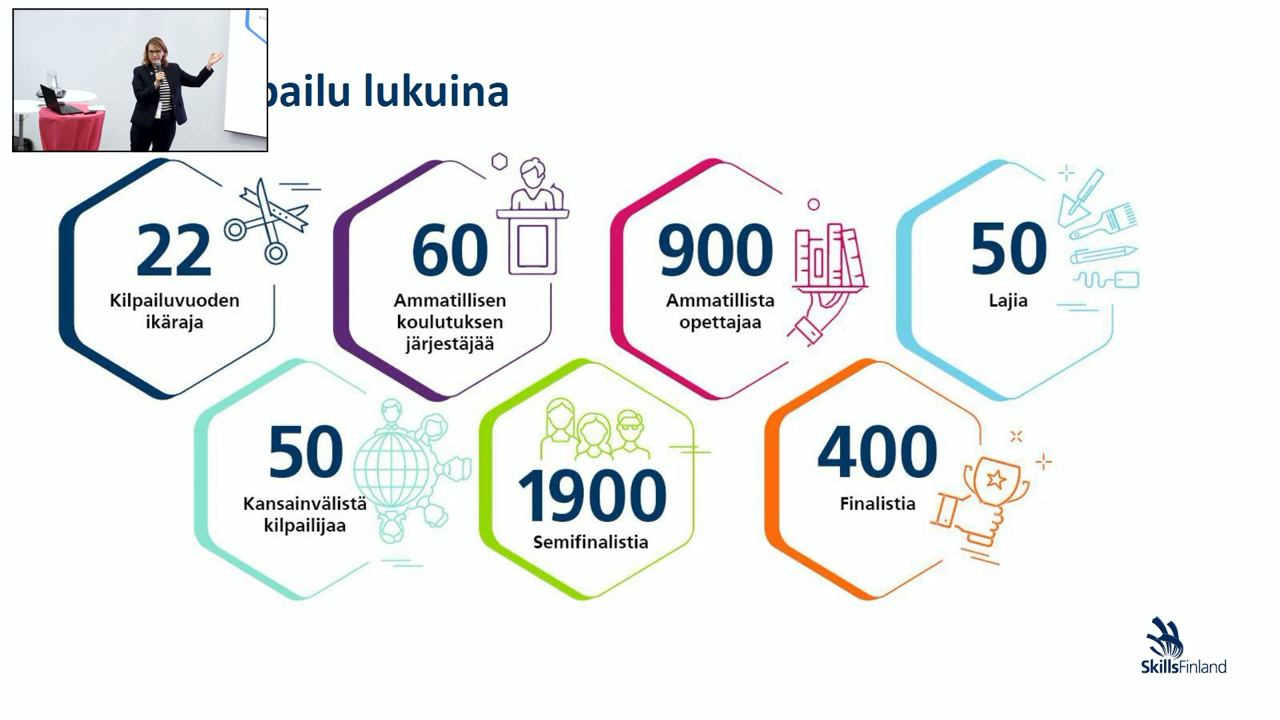 lukuina
22
Kilpailuvuoden
ikäraja
60
Ammatillisen
koulutuksen
järjestäjää
900
Ammatillista
opettajaa
50
Lajia
50
Kansainvälistä
kilpailijaa
1900
Semifinalistia
400
Finalistia
SkillsFinland